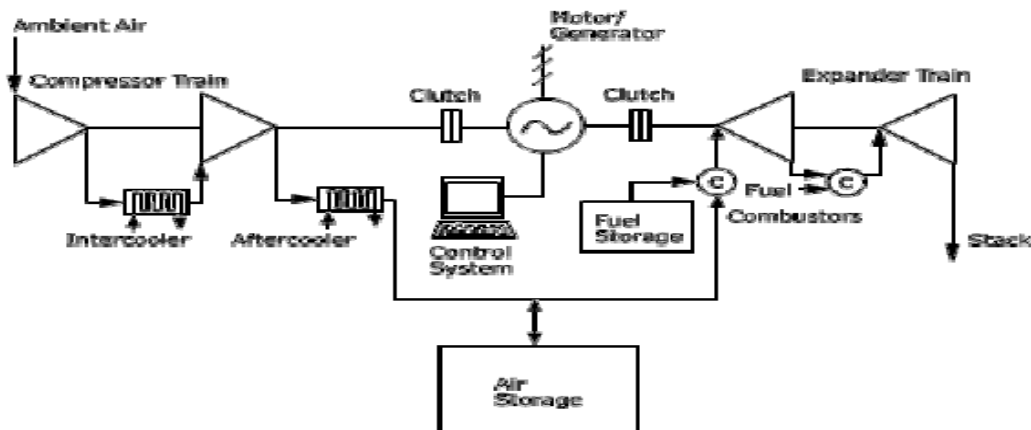 Ambient Air
Motor/
Generator
Compressor Train
Clutch
Clutch
Expander Train
C
Fuel
C
Intercooler
Aftercooler
Control
System
Fuel
Storage
Combustors
Stack
Air
Storage